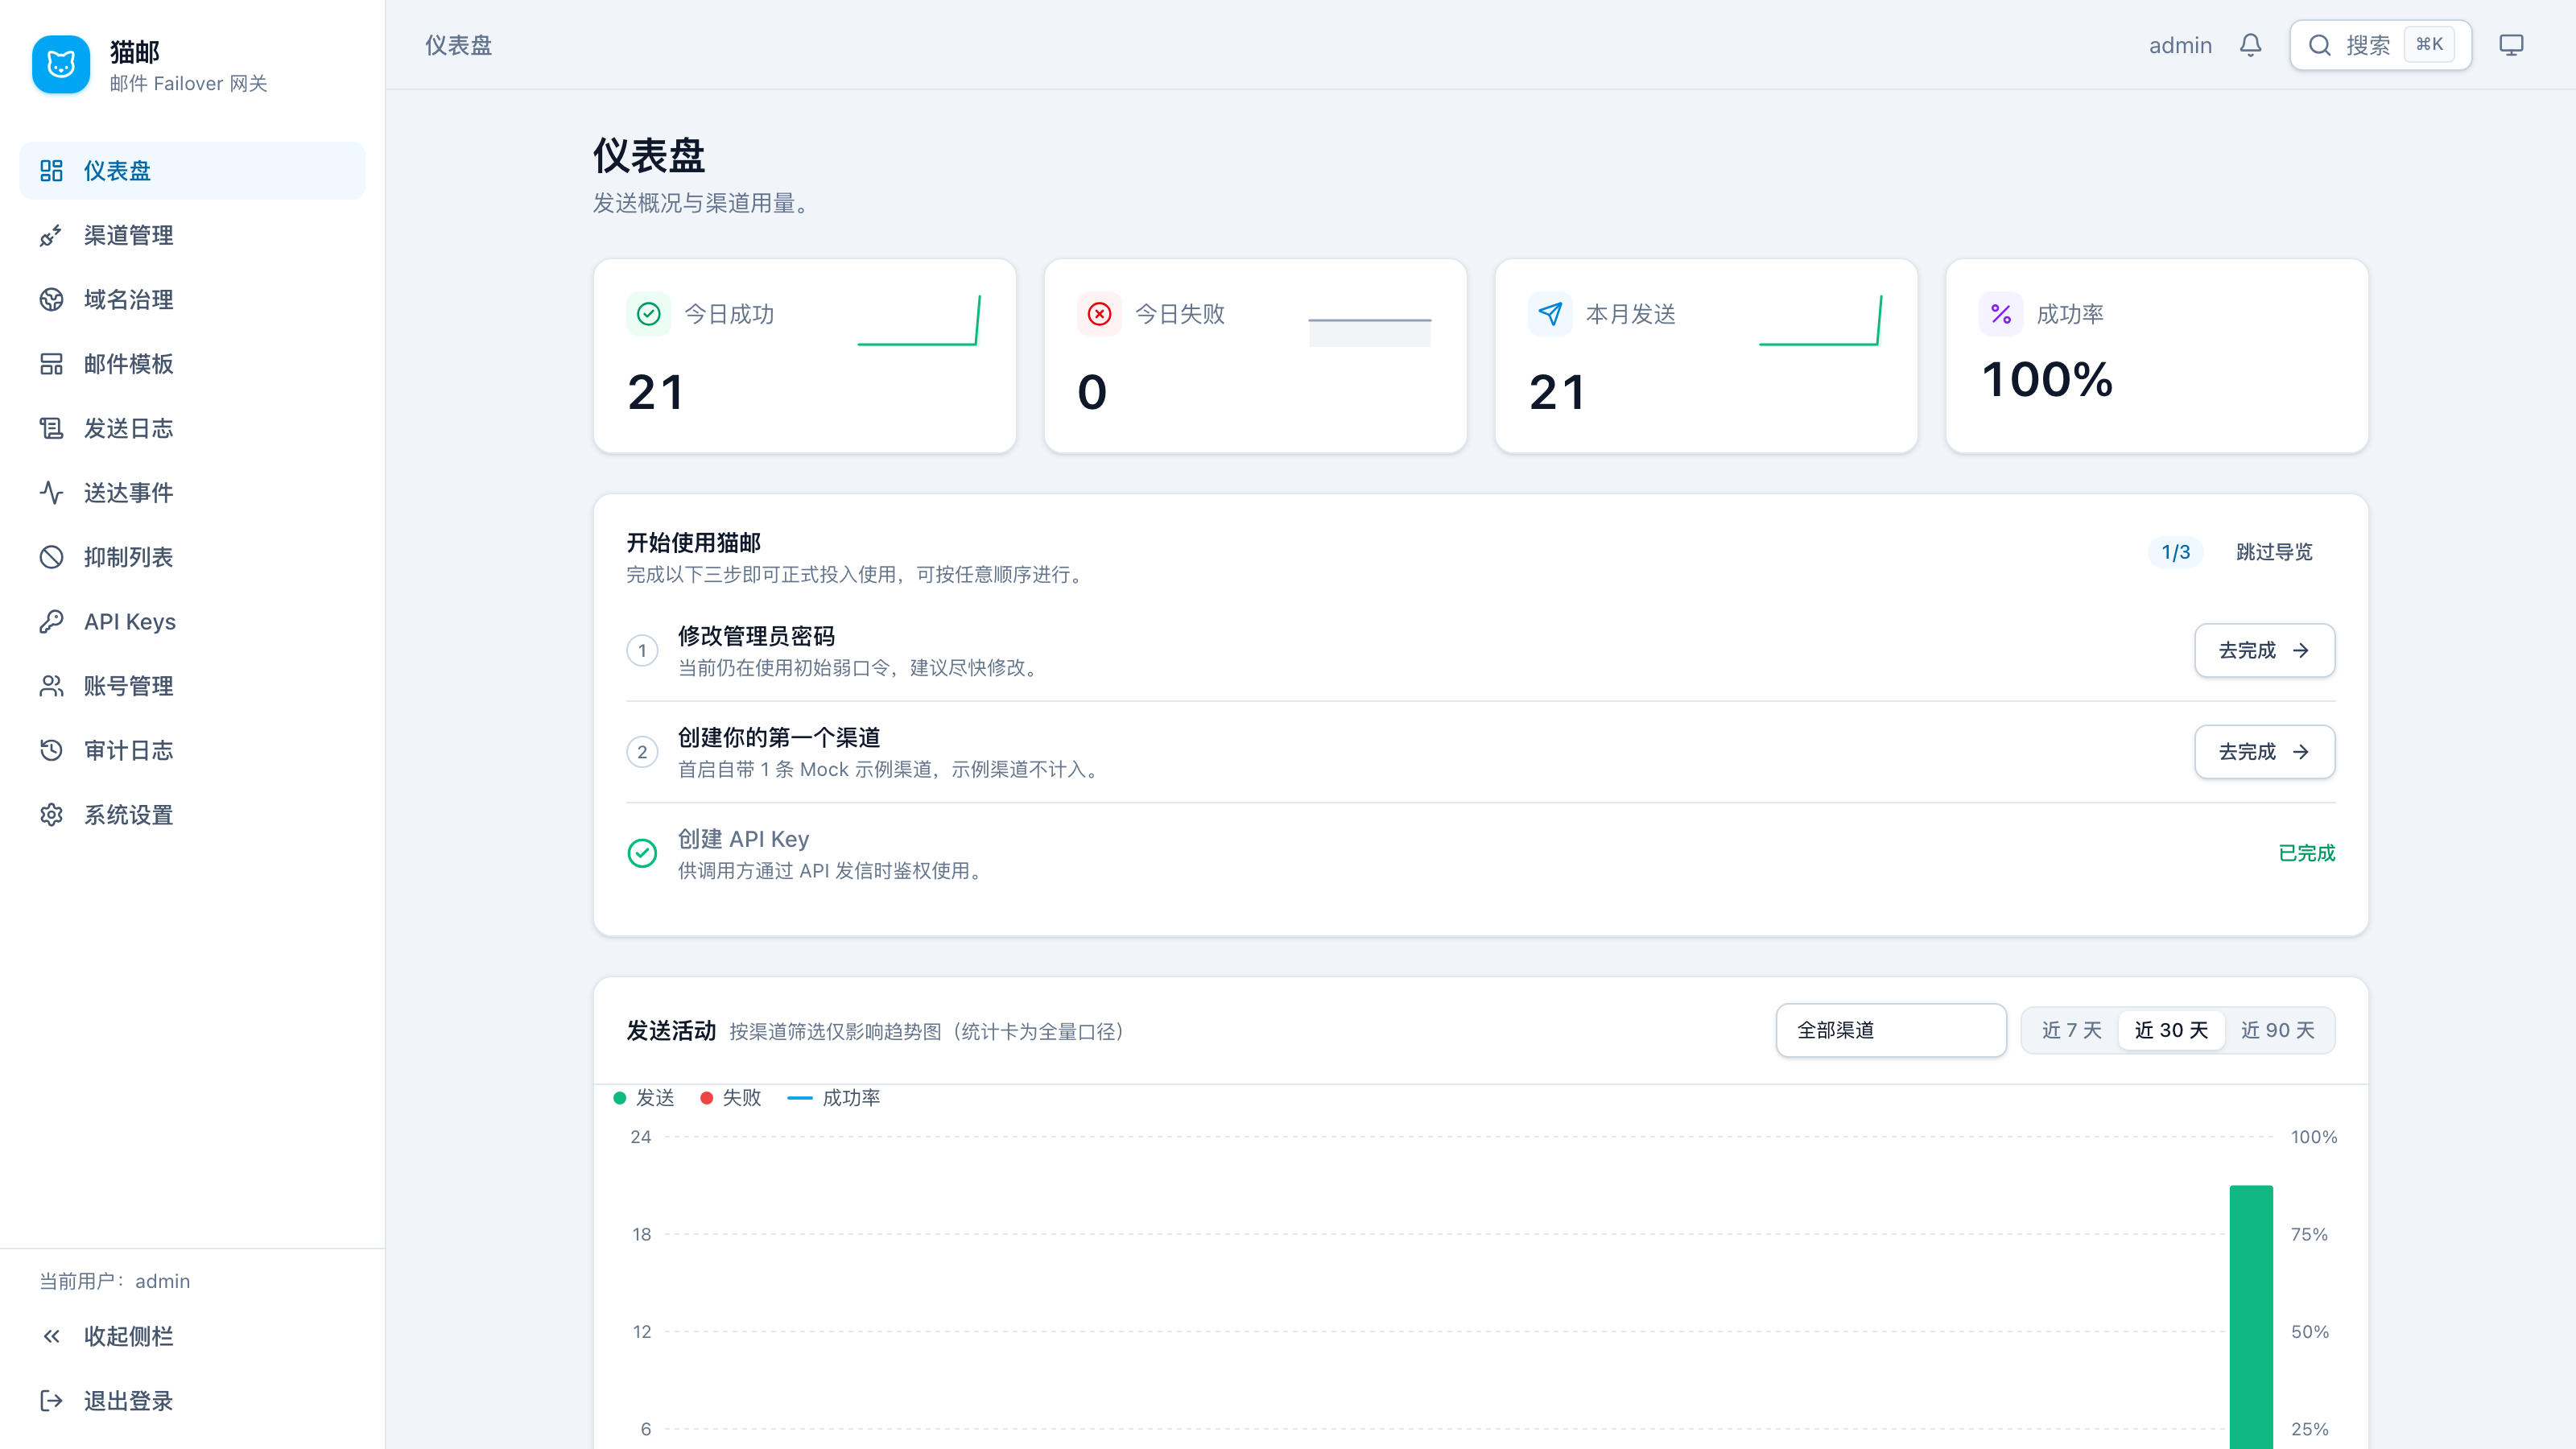 猫邮
邮件 Failover 网关
仪表盘
渠道管理
域名治理
邮件模板
发送日志
送达事件
抑制列表
API Keys
账号管理
审计日志
系统设置
当前用户：admin
收起侧栏
退出登录
仪表盘
admin
搜索 ⌘K
仪表盘
发送概况与渠道用量。
今日成功
21
今日失败
0
本月发送
21
成功率
100%
开始使用猫邮
完成以下三步即可正式投入使用，可按任意顺序进行。
1/3 跳过导览
1 修改管理员密码
当前仍在使用初始弱口令，建议尽快修改。
去完成
2 创建你的第一个渠道
首启自带 1 条 Mock 示例渠道，示例渠道不计入。
去完成
创建 API Key
供调用方通过 API 发信时鉴权使用。
已完成
发送活动 按渠道筛选仅影响趋势图（统计卡为全量口径）
全部渠道
近 7 天 近 30 天 近 90 天
发送 失败 成功率
24 100%
18 75%
12 50%
6 25%